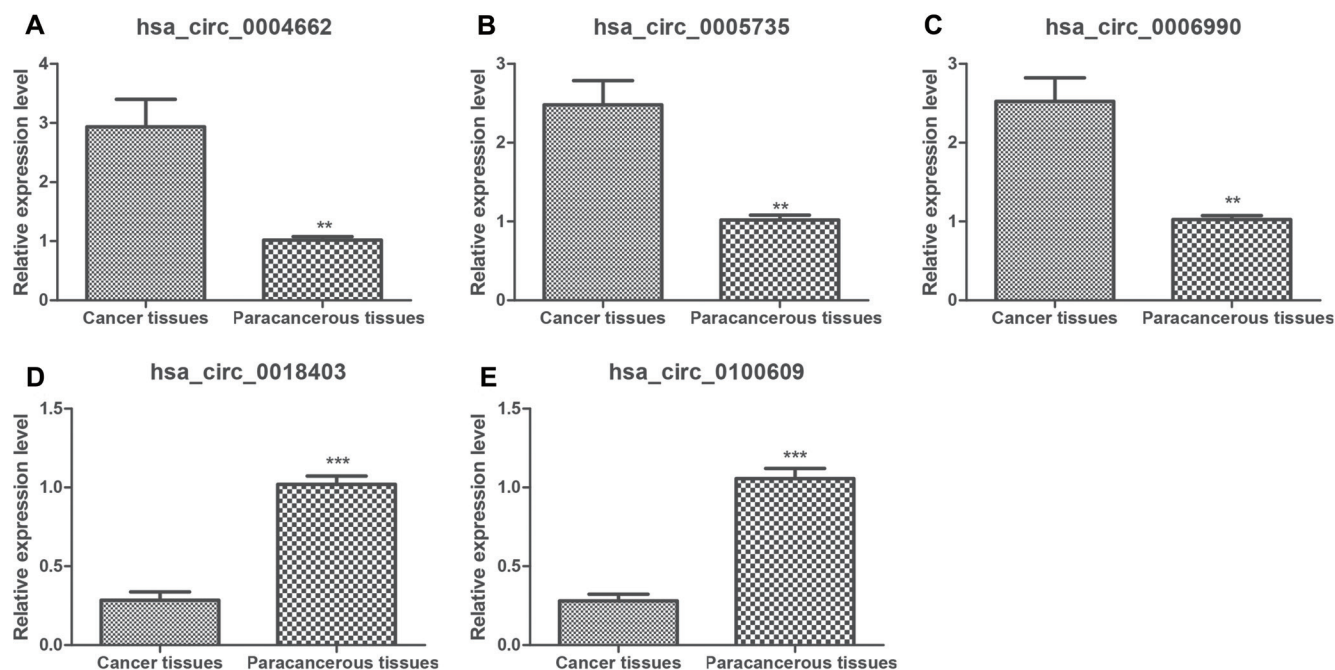 A hsa_circ_0004662
Relative expression level
4
3
2
1
0
**
Cancer tissues Paracancerous tissues
B hsa_circ_0005735
Relative expression level
3
2
1
0
**
Cancer tissues Paracancerous tissues
C hsa_circ_0006990
Relative expression level
3
2
1
0
**
Cancer tissues Paracancerous tissues
D hsa_circ_0018403
Relative expression level
1.5
1.0
0.5
0.0
***
Cancer tissues Paracancerous tissues
E hsa_circ_0100609
Relative expression level
1.5
1.0
0.5
0.0
***
Cancer tissues Paracancerous tissues